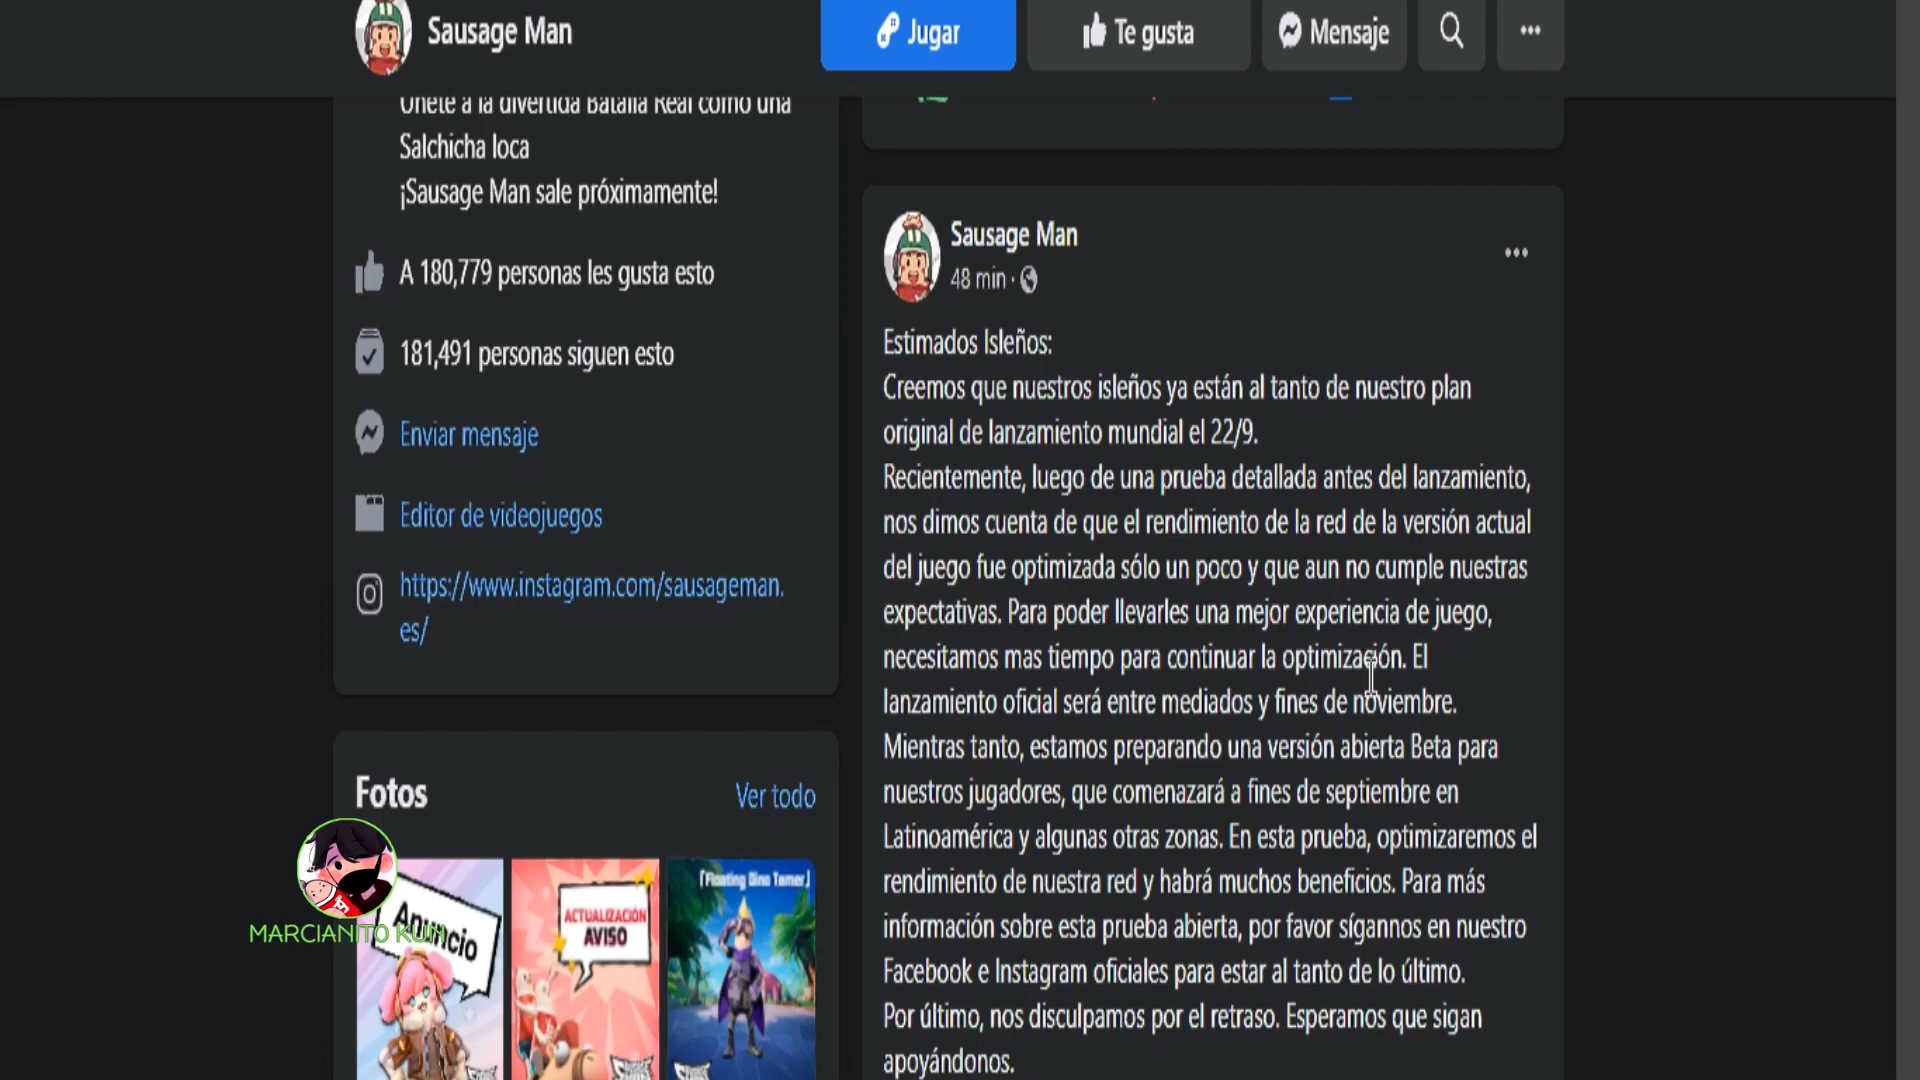 Sausage Man
Jugar
Te gusta
Mensaje
Únete a la divertida Batalla Real como una
Salchicha loca
¡Sausage Man sale próximamente!
A 180,779 personas les gusta esto
181,491 personas siguen esto
Enviar mensaje
Editor de videojuegos
https://www.instagram.com/sausageman.
es/
Fotos
Ver todo
MARCIANITO KUN
Anuncio
ACTUALIZACIÓN
AVISO
「Floating Dino Tamer」
Sausage Man
48 min ·
Estimados Isleños:
Creemos que nuestros isleños ya están al tanto de nuestro plan
original de lanzamiento mundial el 22/9.
Recientemente, luego de una prueba detallada antes del lanzamiento,
nos dimos cuenta de que el rendimiento de la red de la versión actual
del juego fue optimizada sólo un poco y que aun no cumple nuestras
expectativas. Para poder llevarles una mejor experiencia de juego,
necesitamos mas tiempo para continuar la optimización. El
lanzamiento oficial será entre mediados y fines de noviembre.
Mientras tanto, estamos preparando una versión abierta Beta para
nuestros jugadores, que comenazará a fines de septiembre en
Latinoamérica y algunas otras zonas. En esta prueba, optimizaremos el
rendimiento de nuestra red y habrá muchos beneficios. Para más
información sobre esta prueba abierta, por favor sígannos en nuestro
Facebook e Instagram oficiales para estar al tanto de lo último.
Por último, nos disculpamos por el retraso. Esperamos que sigan
apoyándonos.